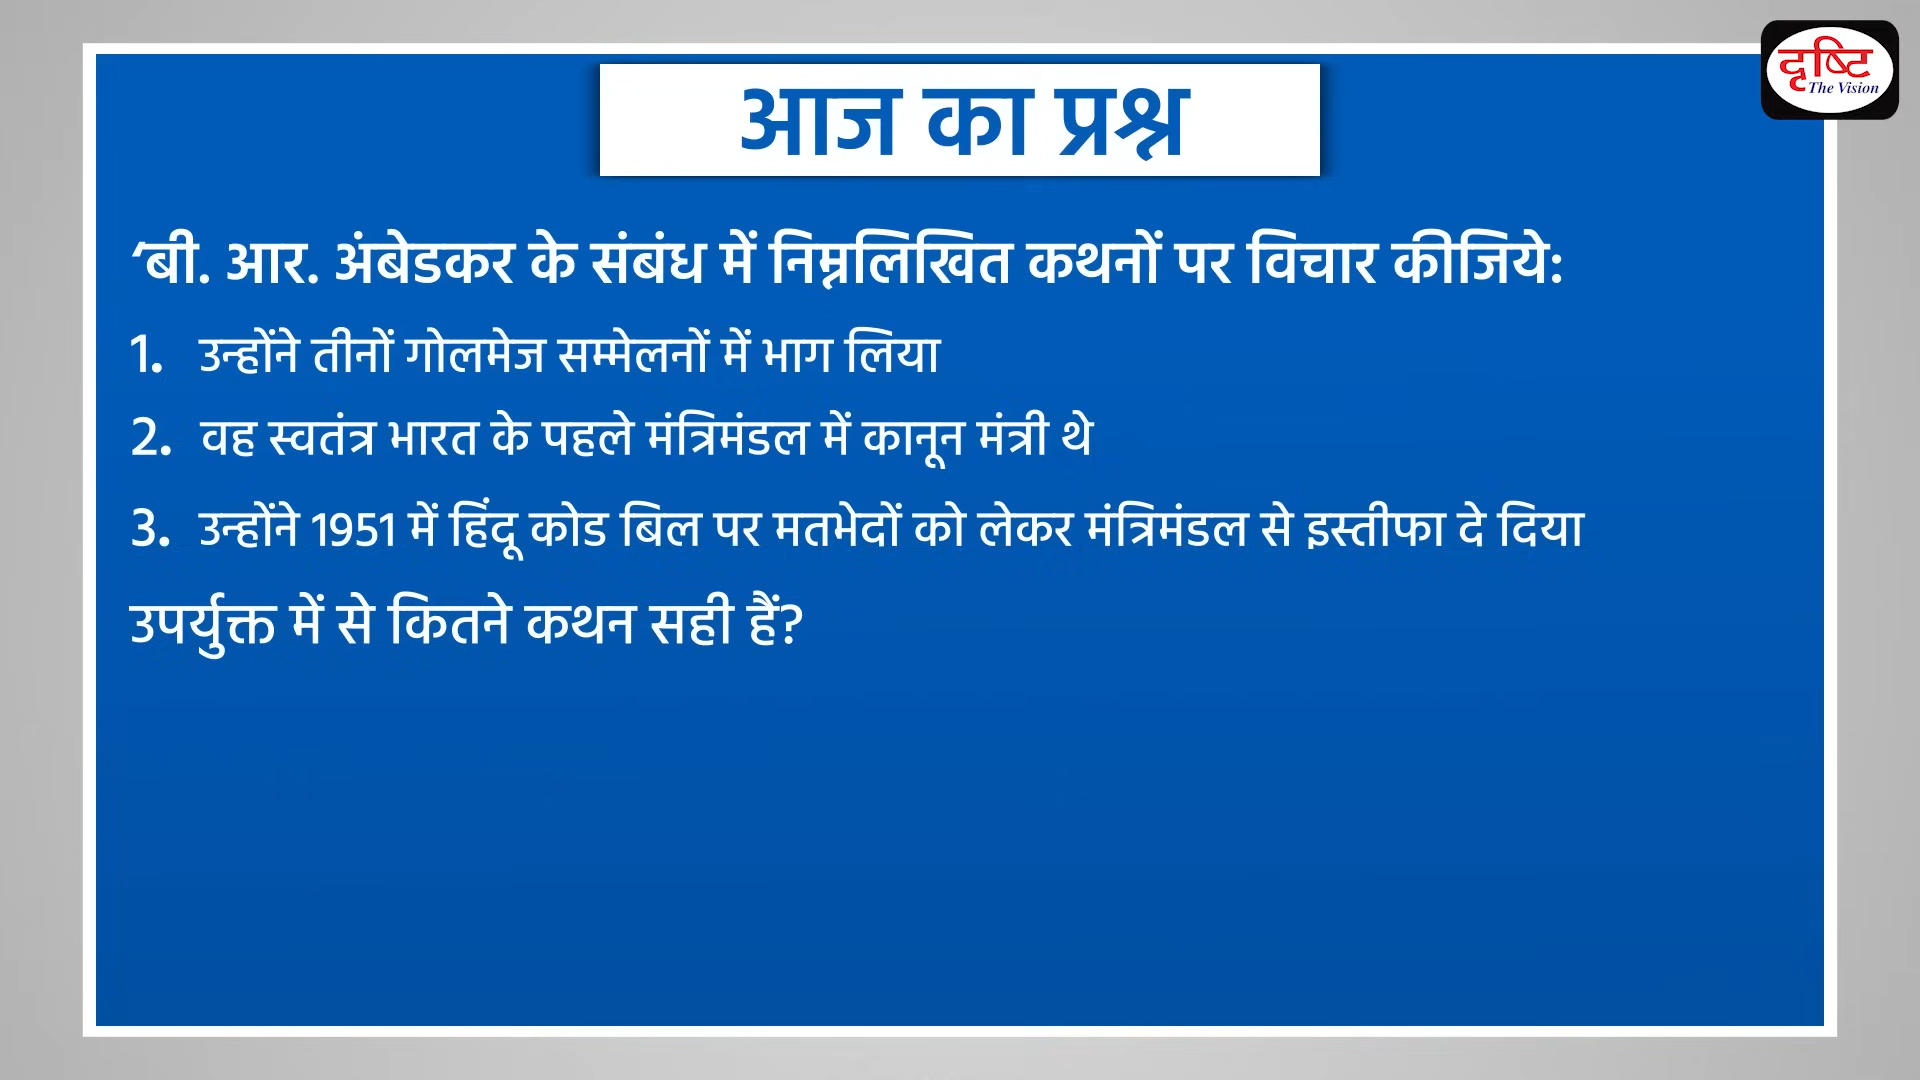 दृष्टि
The Vision
आज का प्रश्न
‘बी. आर. अंबेडकर के संबंध में निम्नलिखित कथनों पर विचार कीजिये:
1. उन्होंने तीनों गोलमेज सम्मेलनों में भाग लिया
2. वह स्वतंत्र भारत के पहले मंत्रिमंडल में कानून मंत्री थे
3. उन्होंने 1951 में हिंदू कोड बिल पर मतभेदों को लेकर मंत्रिमंडल से इस्तीफा दे दिया
उपर्युक्त में से कितने कथन सही हैं?